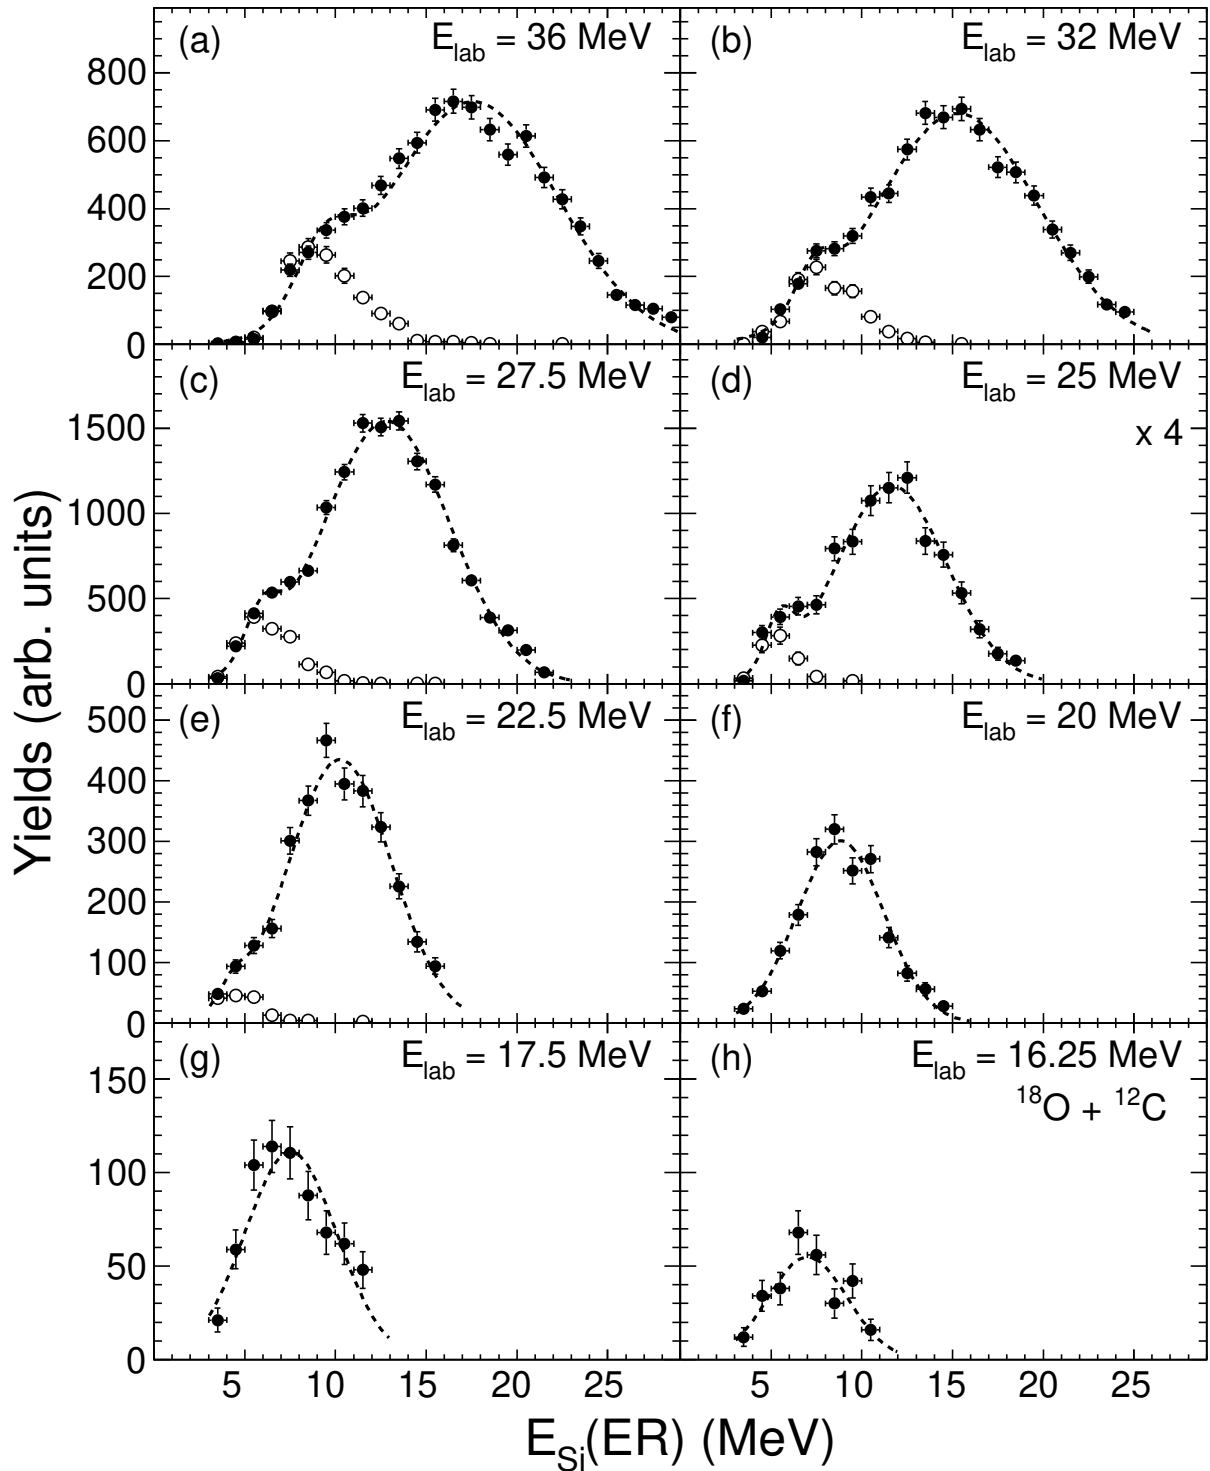 (a) E_lab = 36 MeV
(b) E_lab = 32 MeV
800
600
400
200
0
(c) E_lab = 27.5 MeV
(d) E_lab = 25 MeV
x 4
1500
1000
500
0
(e) E_lab = 22.5 MeV
(f) E_lab = 20 MeV
500
400
300
200
100
0
(g) E_lab = 17.5 MeV
(h) E_lab = 16.25 MeV
¹⁸O + ¹²C
150
100
50
0
5 10 15 20 25
5 10 15 20 25
Yields (arb. units)
E_Si(ER) (MeV)